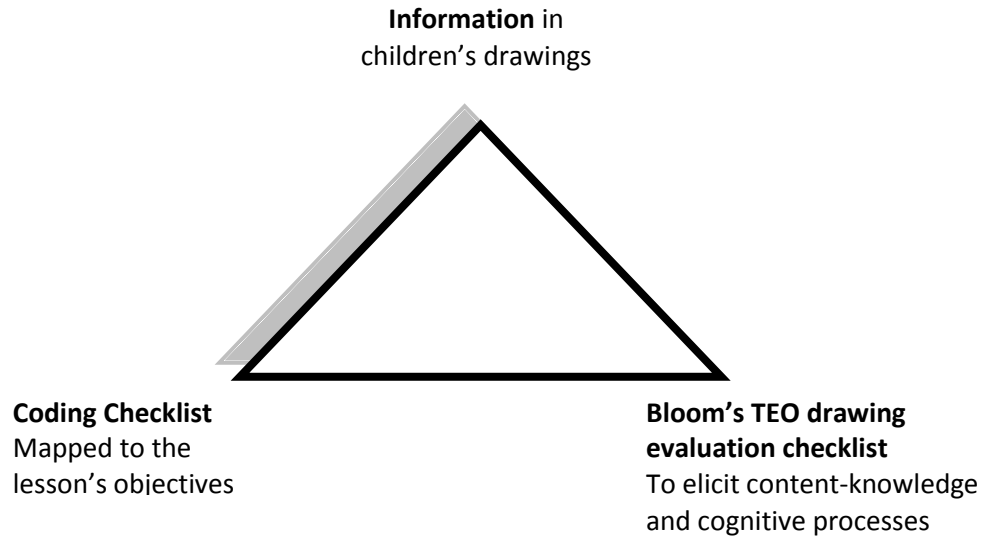 Information in
children’s drawings
Coding Checklist
Mapped to the
lesson’s objectives
Bloom’s TEO drawing
evaluation checklist
To elicit content-knowledge
and cognitive processes